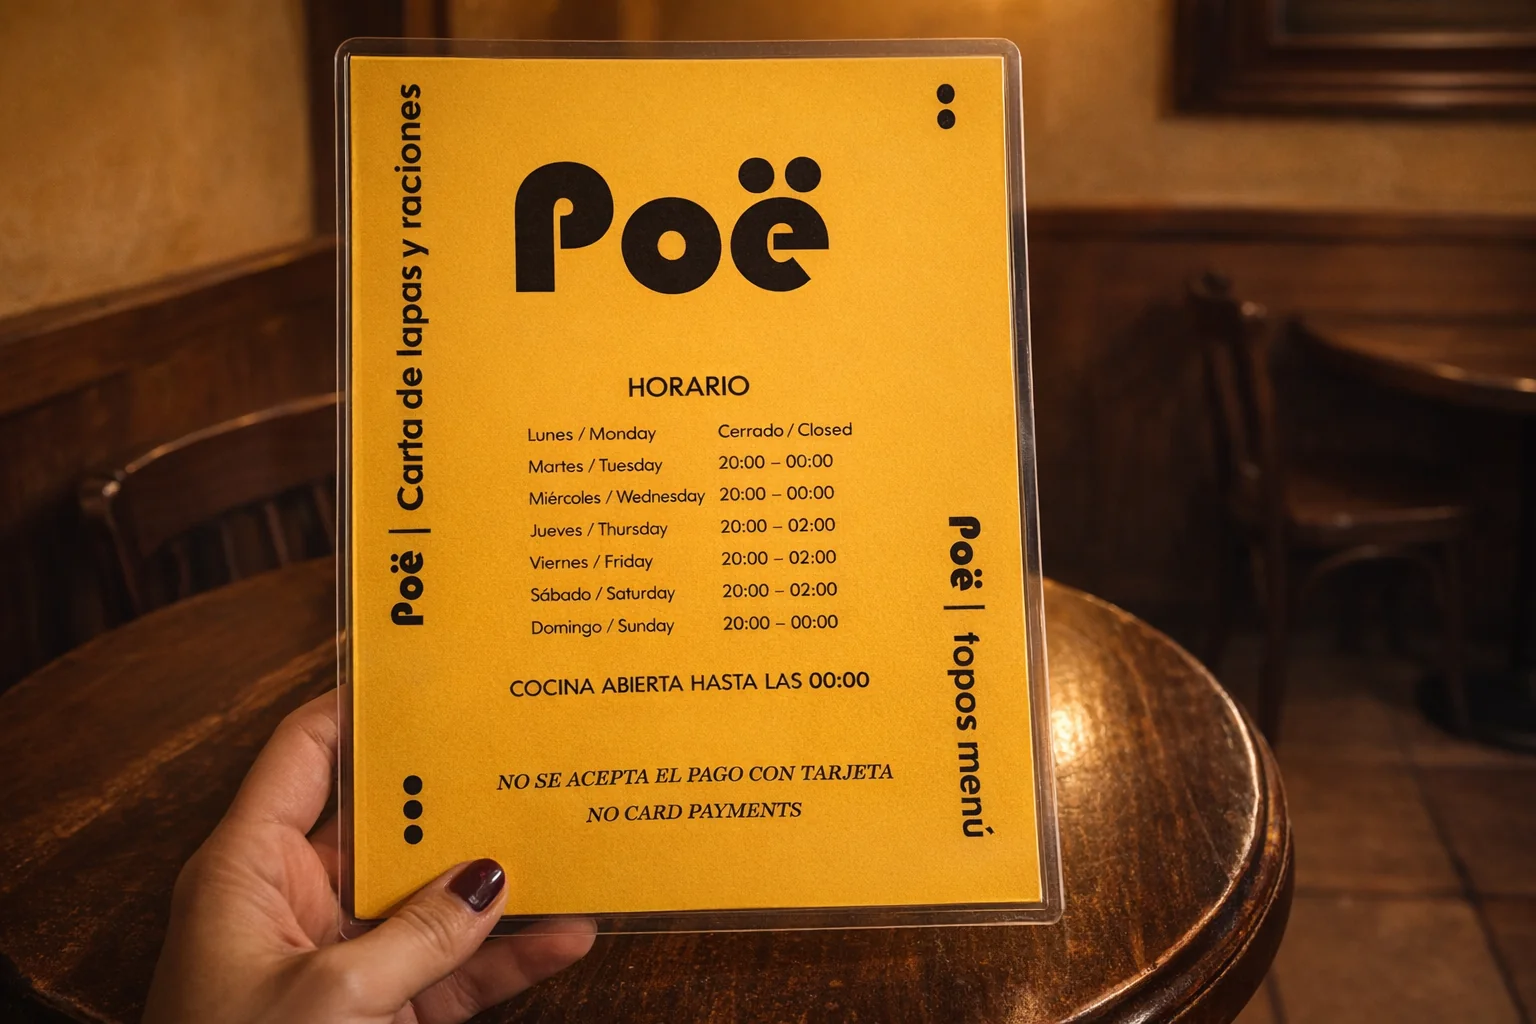 Poë | Carta de lapas y raciones
Poë
HORARIO
Lunes / Monday Cerrado / Closed
Martes / Tuesday 20:00 – 00:00
Miércoles / Wednesday 20:00 – 00:00
Jueves / Thursday 20:00 – 02:00
Viernes / Friday 20:00 – 02:00
Sábado / Saturday 20:00 – 02:00
Domingo / Sunday 20:00 – 00:00
COCINA ABIERTA HASTA LAS 00:00
NO SE ACEPTA EL PAGO CON TARJETA
NO CARD PAYMENTS
Poë | topos menú